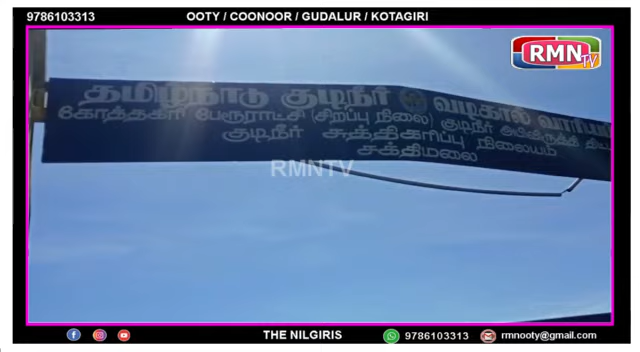 9786103313 OOTY / COONOOR / GUDALUR / KOTAGIRI
RMN
TV
தமிழ்நாடு குடிநீர் வடிகால் வாரியம்
கோத்தகிரி பேரூராட்சி (சிறப்பு நிலை) குடிநீர் அபிவிருத்தி
குடிநீர் சுத்திகரிப்பு நிலையம்
சக்திமலை
RMNTV
THE NILGIRIS 9786103313 rmnooty@gmail.com